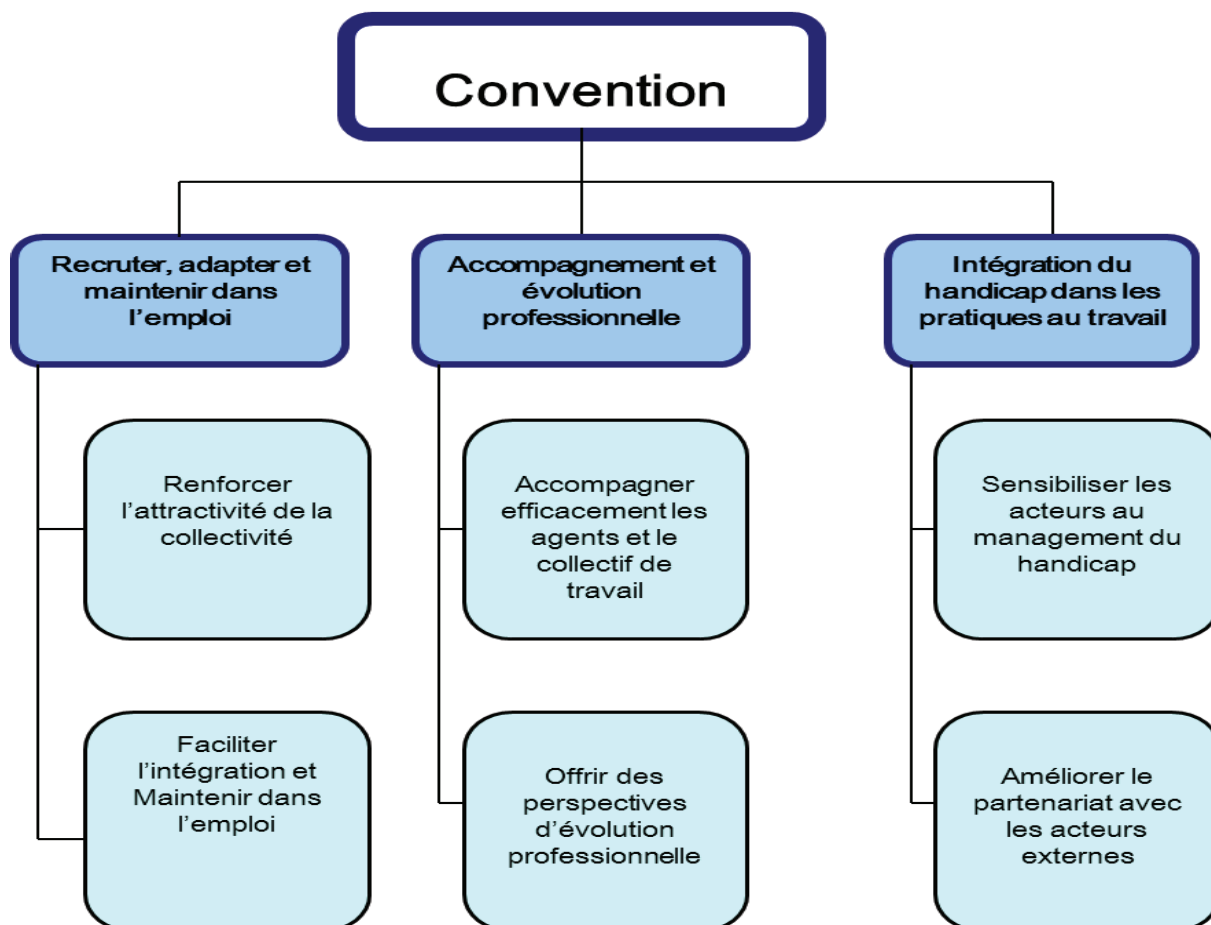 Convention
Recruter, adapter et
maintenir dans
l’emploi
Accompagnement et
évolution
professionnelle
Intégration du
handicap dans les
pratiques au travail
Renforcer
l’attractivité de la
collectivité
Accompagner
efficacement les
agents et le
collectif de
travail
Sensibiliser les
acteurs au
management du
handicap
Faciliter
l’intégration et
Maintenir dans
l’emploi
Offrir des
perspectives
d’évolution
professionnelle
Améliorer le
partenariat avec
les acteurs
externes